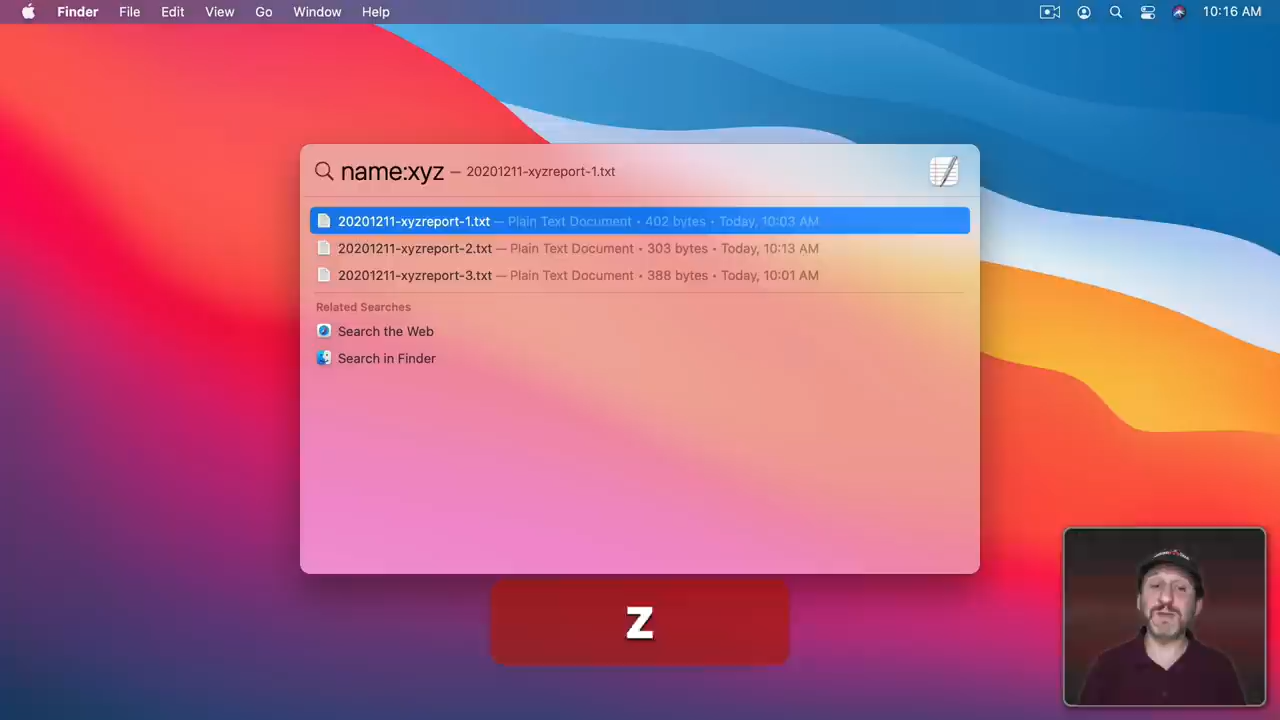 Finder File Edit View Go Window Help 10:16 AM
name:xyz — 20201211-xyzreport-1.txt
20201211-xyzreport-1.txt — Plain Text Document • 402 bytes • Today, 10:03 AM
20201211-xyzreport-2.txt — Plain Text Document • 303 bytes • Today, 10:13 AM
20201211-xyzreport-3.txt — Plain Text Document • 388 bytes • Today, 10:01 AM
Related Searches
Search the Web
Search in Finder
Z